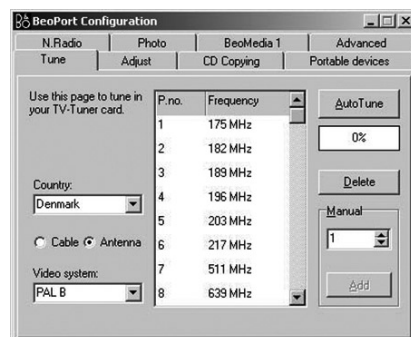 BeoPort Configuration
N.Radio Photo BeoMedia 1 Advanced
Tune Adjust CD Copying Portable devices
Use this page to tune in
your TV-Tuner card.
Country:
Denmark
Cable Antenna
Video system:
PAL B
P.no. Frequency
1 175 MHz
2 182 MHz
3 189 MHz
4 196 MHz
5 203 MHz
6 217 MHz
7 511 MHz
8 639 MHz
AutoTune
0%
Delete
Manual
1
Add